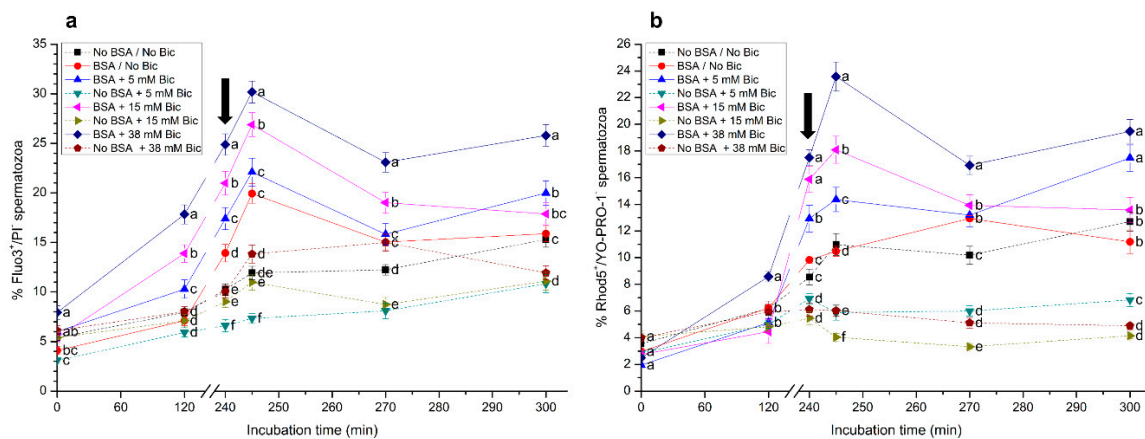 a
% Fluo3+/PI- spermatozoa
35
30
25
20
15
10
5
0
No BSA / No Bic
BSA / No Bic
BSA + 5 mM Bic
No BSA + 5 mM Bic
BSA + 15 mM Bic
No BSA + 15 mM Bic
BSA + 38 mM Bic
No BSA + 38 mM Bic
a
ab
bc
c
a
b
c
d
d
a
b
c
d
e
e
f
a
b
c
c
d
de
e
f
a
b
c
d
d
e
e
a
b
bc
c
d
d
e
e
0 60 120 240 250 260 270 280 290 300
Incubation time (min)
b
% Rhod5+/YO-PRO-1- spermatozoa
26
24
22
20
18
16
14
12
10
8
6
4
2
0
No BSA / No Bic
BSA / No Bic
BSA + 5 mM Bic
No BSA + 5 mM Bic
BSA + 15 mM Bic
No BSA + 15 mM Bic
BSA + 38 mM Bic
No BSA + 38 mM Bic
a
a
a
a
a
b
b
a
a
b
c
c
d
d
d
a
b
c
d
d
e
e
f
a
b
b
b
c
d
d
e
a
a
b
b
c
d
d
0 60 120 240 250 260 270 280 290 300
Incubation time (min)